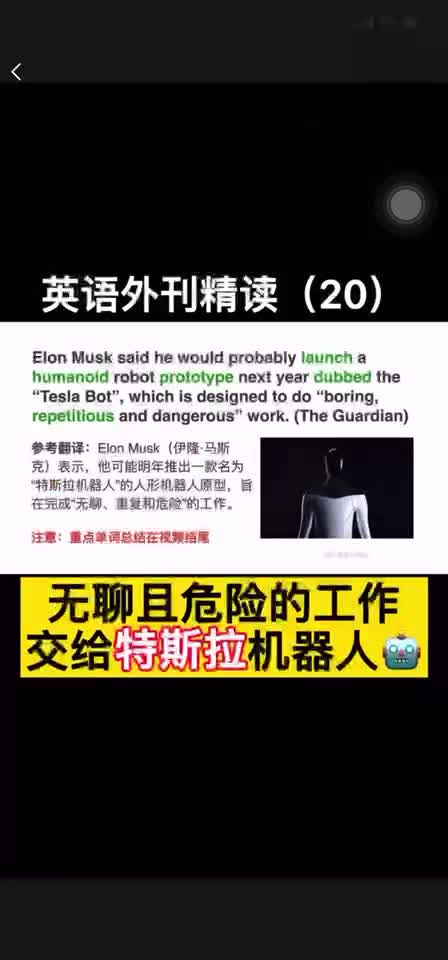 英语外刊精读（20）
Elon Musk said he would probably launch a
humanoid robot prototype next year dubbed the
“Tesla Bot”, which is designed to do “boring,
repetitious and dangerous” work. (The Guardian)
参考翻译：Elon Musk（伊隆·马斯
克）表示，他可能明年推出一款名为
“特斯拉机器人”的人形机器人原型，旨
在完成“无聊、重复和危险”的工作。
注意：重点单词总结在视频结尾
无聊且危险的工作
交给特斯拉机器人🤖